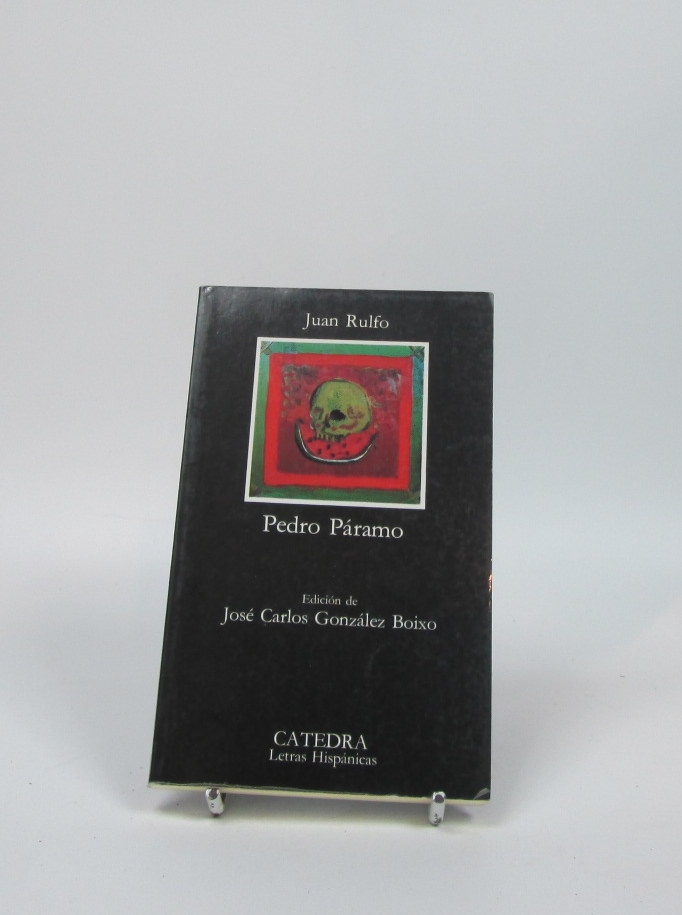 Juan Rulfo
Pedro Páramo
Edición de
José Carlos González Boixo
CATEDRA
Letras Hispánicas